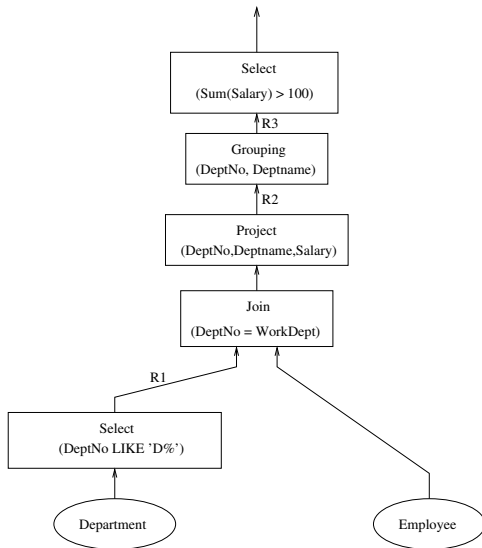 Select
(Sum(Salary) > 100)
R3
Grouping
(DeptNo, Deptname)
R2
Project
(DeptNo,Deptname,Salary)
Join
(DeptNo = WorkDept)
R1
Select
(DeptNo LIKE 'D%')
Department
Employee